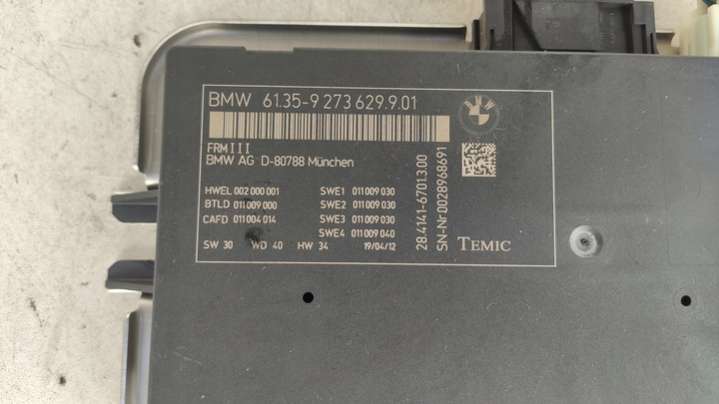 BMW 61.35-9 273 629.9.01
FRM III
BMW AG D-80788 München
HWEL 002 000 001 SWE1 011 009 030
BTLD 011 009 000 SWE2 011 009 030
CAFD 011 004 014 SWE3 011 009 030
SWE4 011 009 040
SW 30 WD 40 HW 34 19/04/12
28.4141-6701.3.00
SN-Nr 0028968691
TEMIC